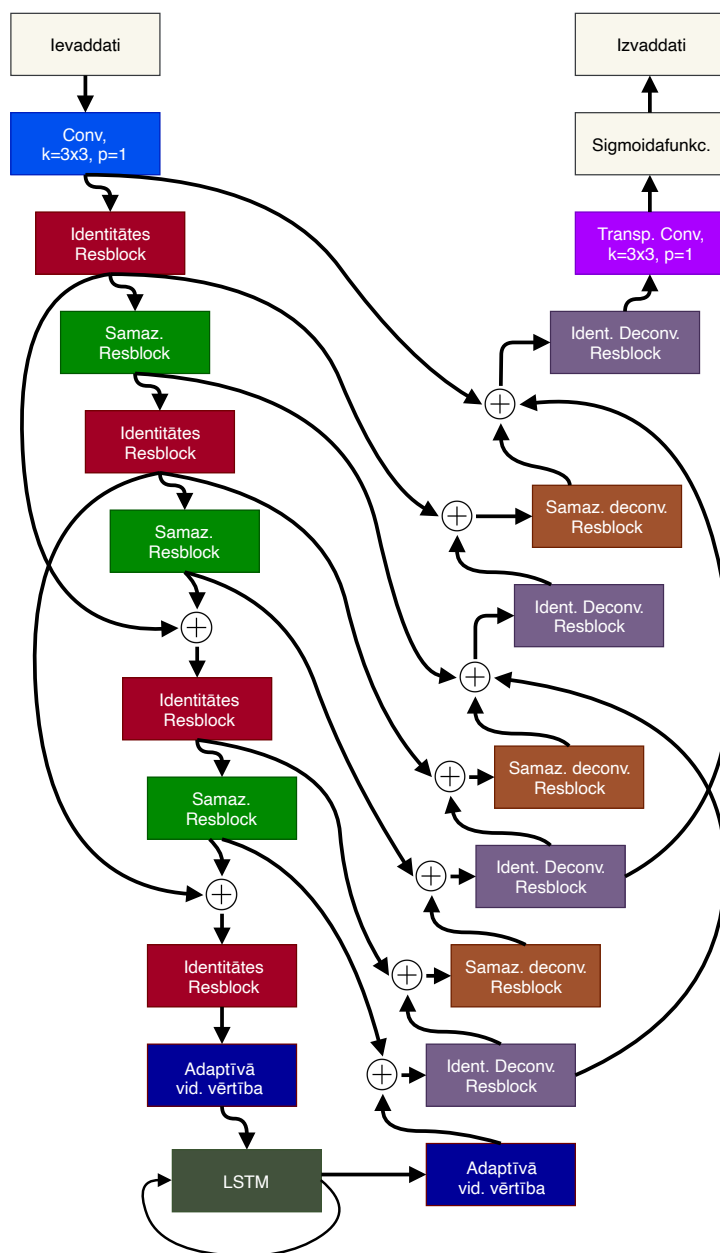 Ievaddati
Conv,
k=3x3, p=1
Identitātes
Resblock
Samaz.
Resblock
Identitātes
Resblock
Samaz.
Resblock
Identitātes
Resblock
Samaz.
Resblock
Identitātes
Resblock
Adaptīvā
vid. vērtība
LSTM
Adaptīvā
vid. vērtība
Ident. Deconv.
Resblock
Samaz. deconv.
Resblock
Ident. Deconv.
Resblock
Samaz. deconv.
Resblock
Ident. Deconv.
Resblock
Samaz. deconv.
Resblock
Ident. Deconv.
Resblock
Transp. Conv,
k=3x3, p=1
Sigmoidafunkc.
Izvaddati